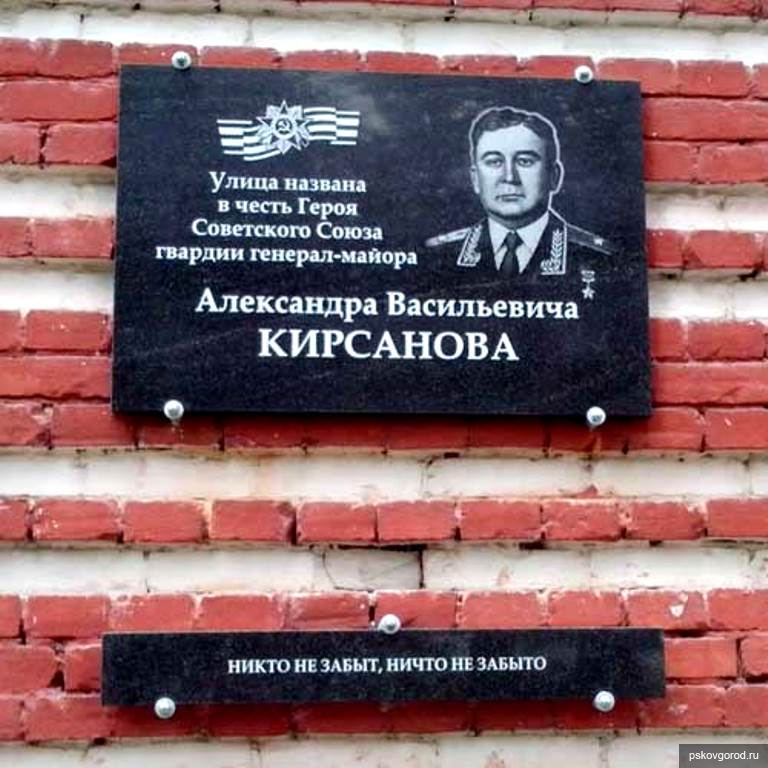 Улица названа
в честь Героя
Советского Союза
гвардии генерал-майора
Александра Васильевича
КИРСАНОВА
НИКТО НЕ ЗАБЫТ, НИЧТО НЕ ЗАБЫТО
pskovgorod.ru